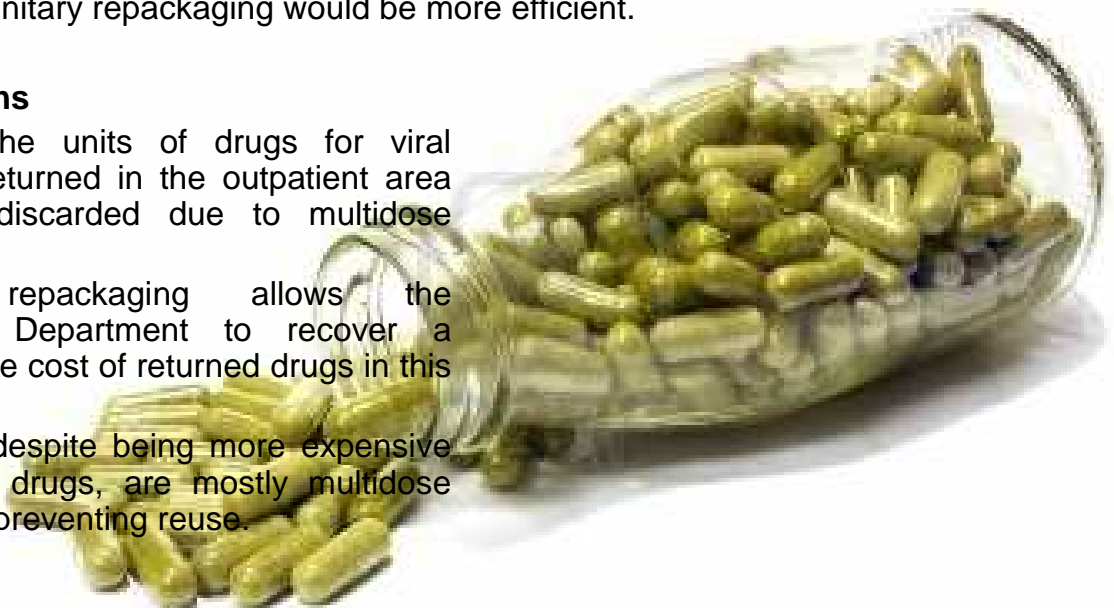 nitary repackaging would be more efficient.
ns
he units of drugs for viral
eturned in the outpatient area
discarded due to multidose
repackaging allows the
Department to recover a
e cost of returned drugs in this
despite being more expensive
drugs, are mostly multidose
preventing reuse.